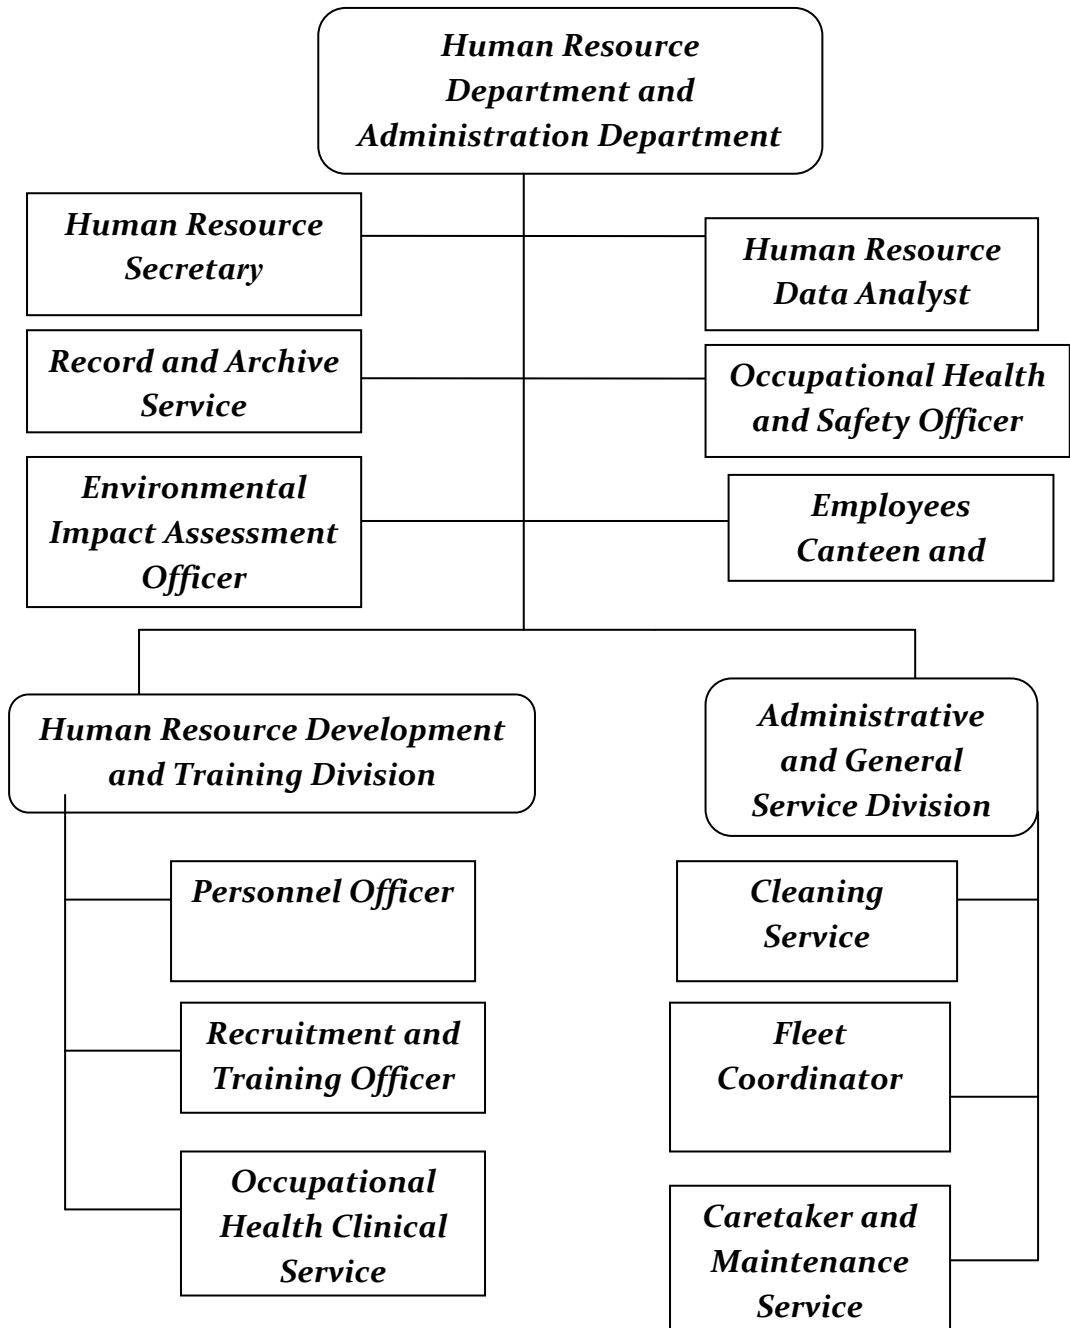 Human Resource
Department and
Administration Department
Human Resource
Secretary
Human Resource
Data Analyst
Record and Archive
Service
Occupational Health
and Safety Officer
Environmental
Impact Assessment
Officer
Employees
Canteen and
Human Resource Development
and Training Division
Administrative
and General
Service Division
Personnel Officer
Cleaning
Service
Recruitment and
Training Officer
Fleet
Coordinator
Occupational
Health Clinical
Service
Caretaker and
Maintenance
Service